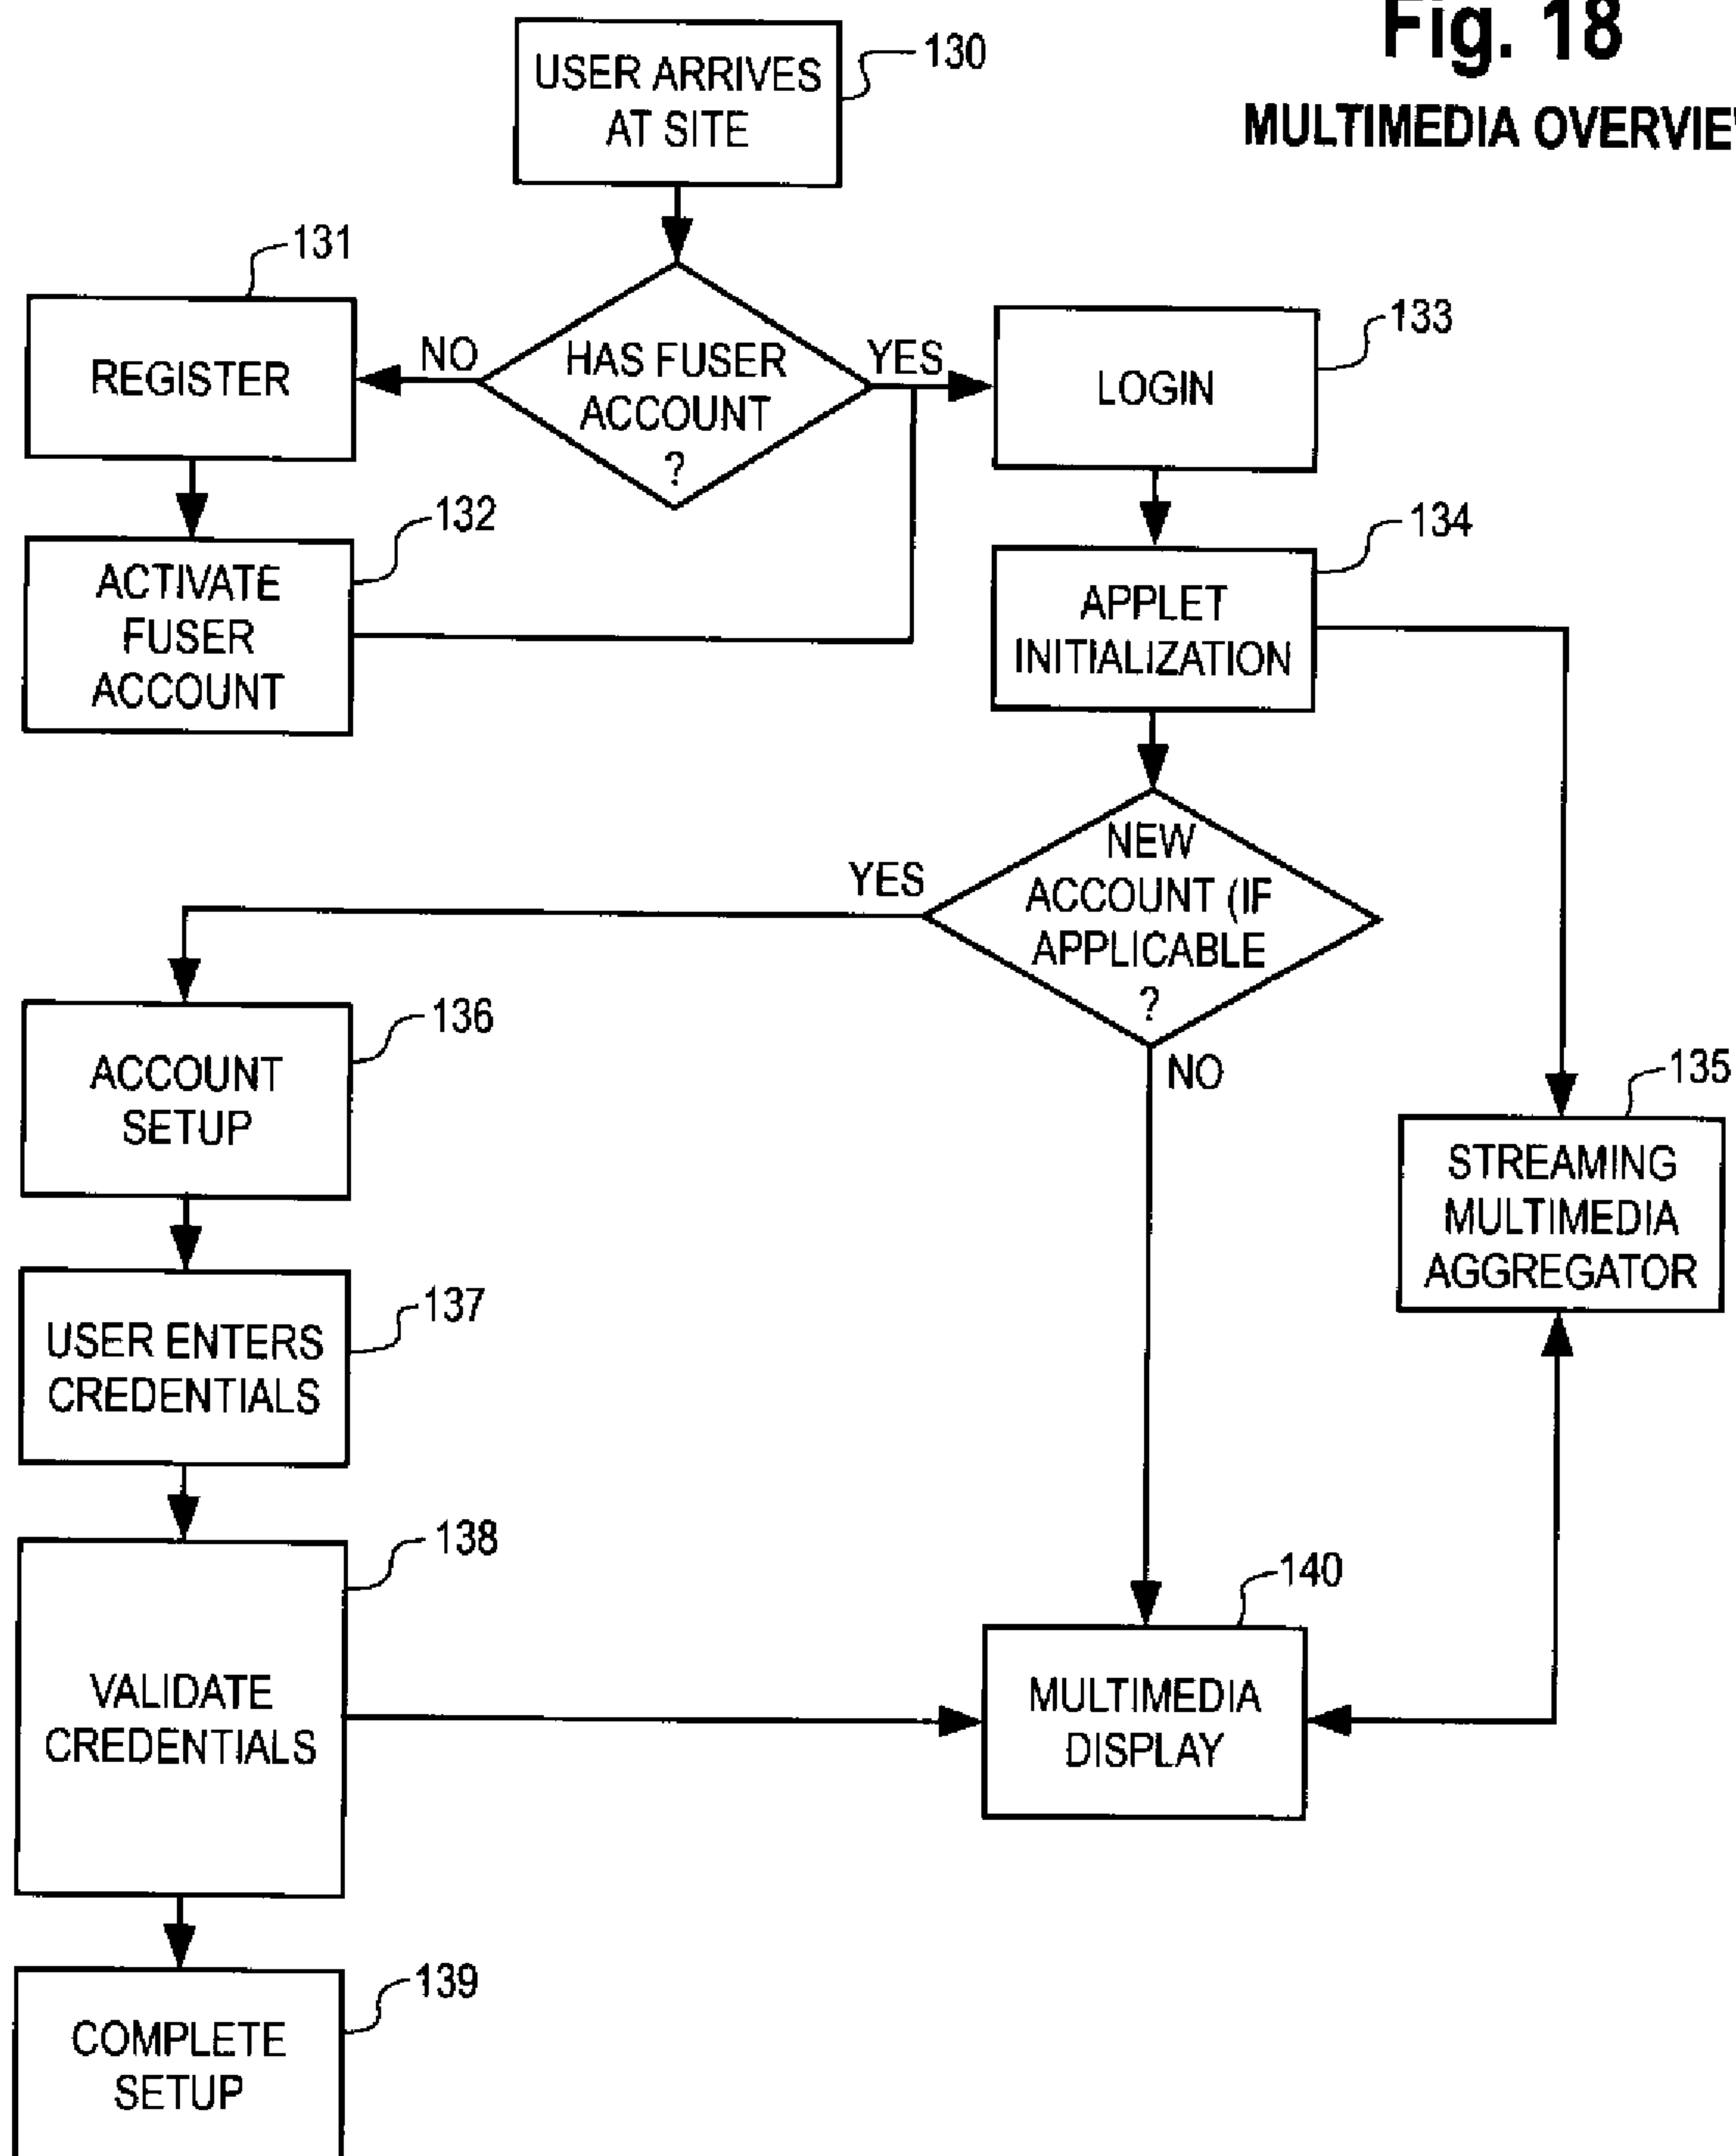 Fig. 18
MULTIMEDIA OVERVIE
USER ARRIVES
AT SITE
130
131
REGISTER
NO
HAS FUSER
ACCOUNT
?
YES
133
LOGIN
132
ACTIVATE
FUSER
ACCOUNT
134
APPLET
INITIALIZATION
NEW
ACCOUNT (IF
APPLICABLE
?
YES
NO
136
ACCOUNT
SETUP
135
STREAMING
MULTIMEDIA
AGGREGATOR
137
USER ENTERS
CREDENTIALS
138
VALIDATE
CREDENTIALS
140
MULTIMEDIA
DISPLAY
139
COMPLETE
SETUP